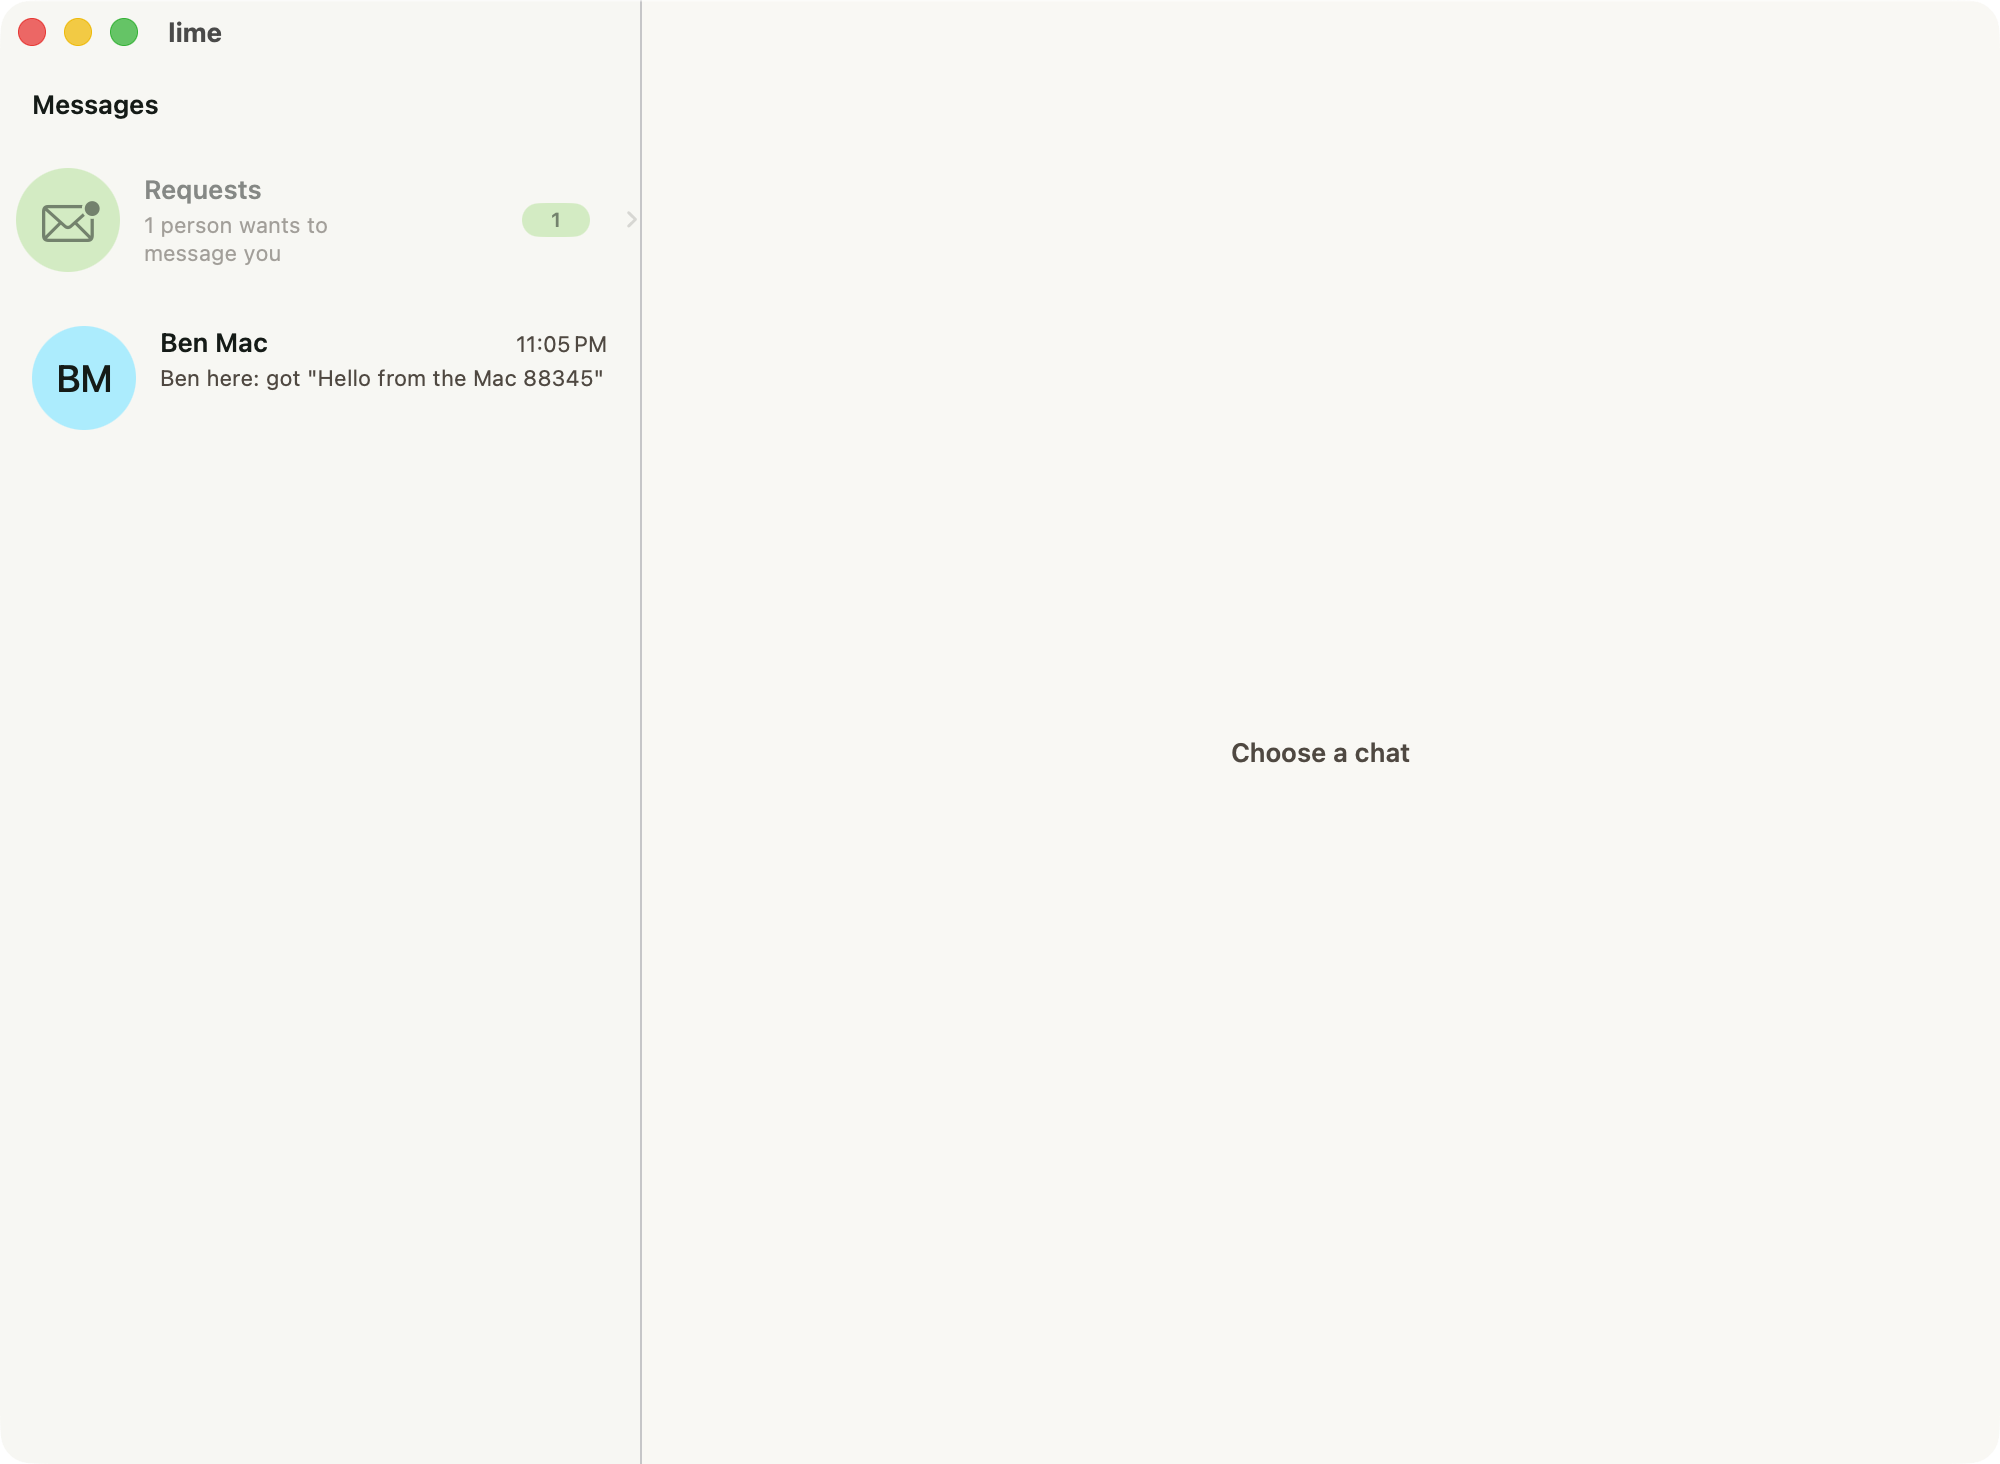 lime
Messages
Requests
1 person wants to
message you
1
Ben Mac
11:05 PM
BM
Ben here: got "Hello from the Mac 88345"
Choose a chat